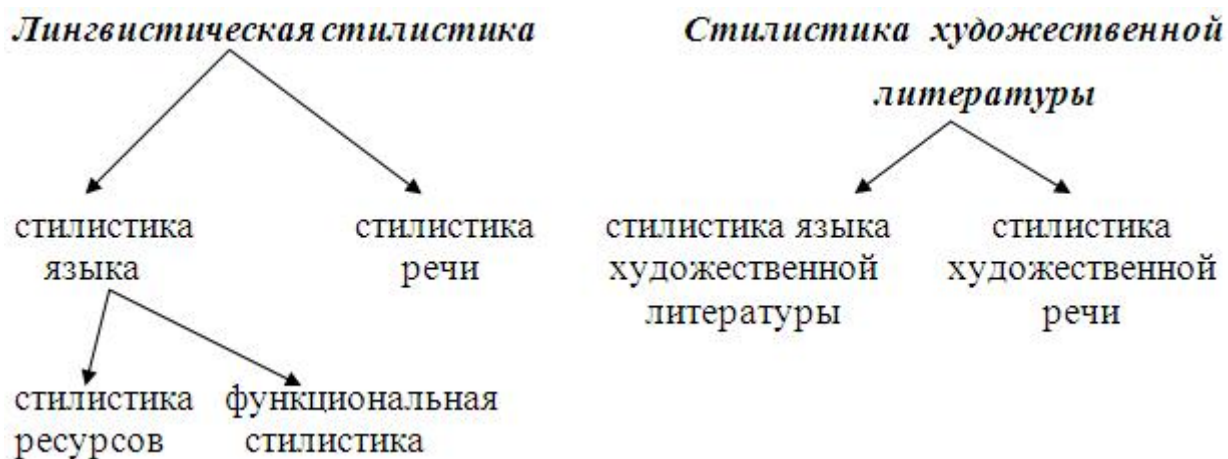 Лингвистическая стилистика
Стилистика художественной
литературы
стилистика
языка
стилистика
речи
стилистика языка
художественной
литературы
стилистика
художественной
речи
стилистика
ресурсов
функциональная
стилистика